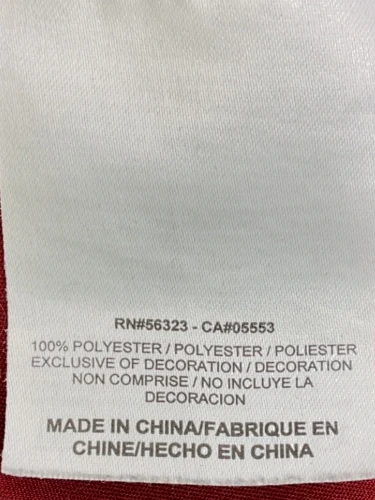 RN#56323 - CA#05553
100% POLYESTER / POLYESTER / POLIESTER
EXCLUSIVE OF DECORATION / DECORATION
NON COMPRISE / NO INCLUYE LA
DECORACION
MADE IN CHINA/FABRIQUE EN
CHINE/HECHO EN CHINA